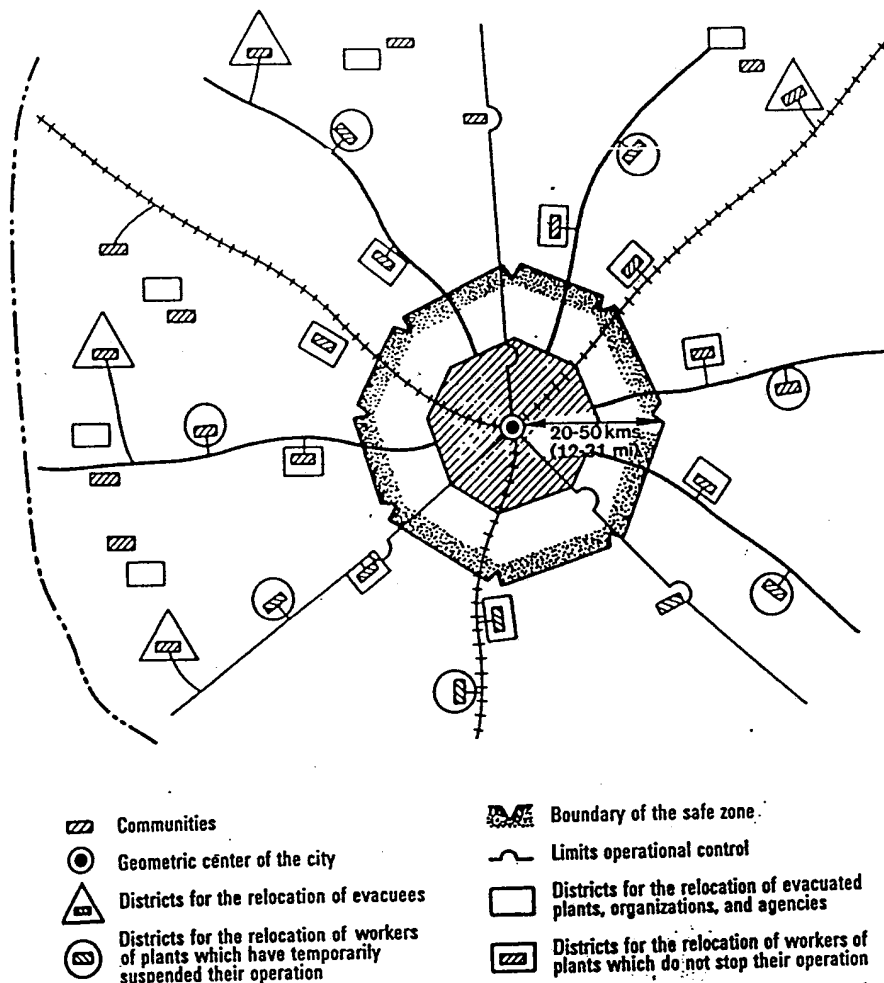 20-50 kms
(12-31 mi)
Communities
Geometric center of the city
Districts for the relocation of evacuees
Districts for the relocation of workers
of plants which have temporarily
suspended their operation
Boundary of the safe zone
Limits operational control
Districts for the relocation of evacuated
plants, organizations, and agencies
Districts for the relocation of workers of
plants which do not stop their operation